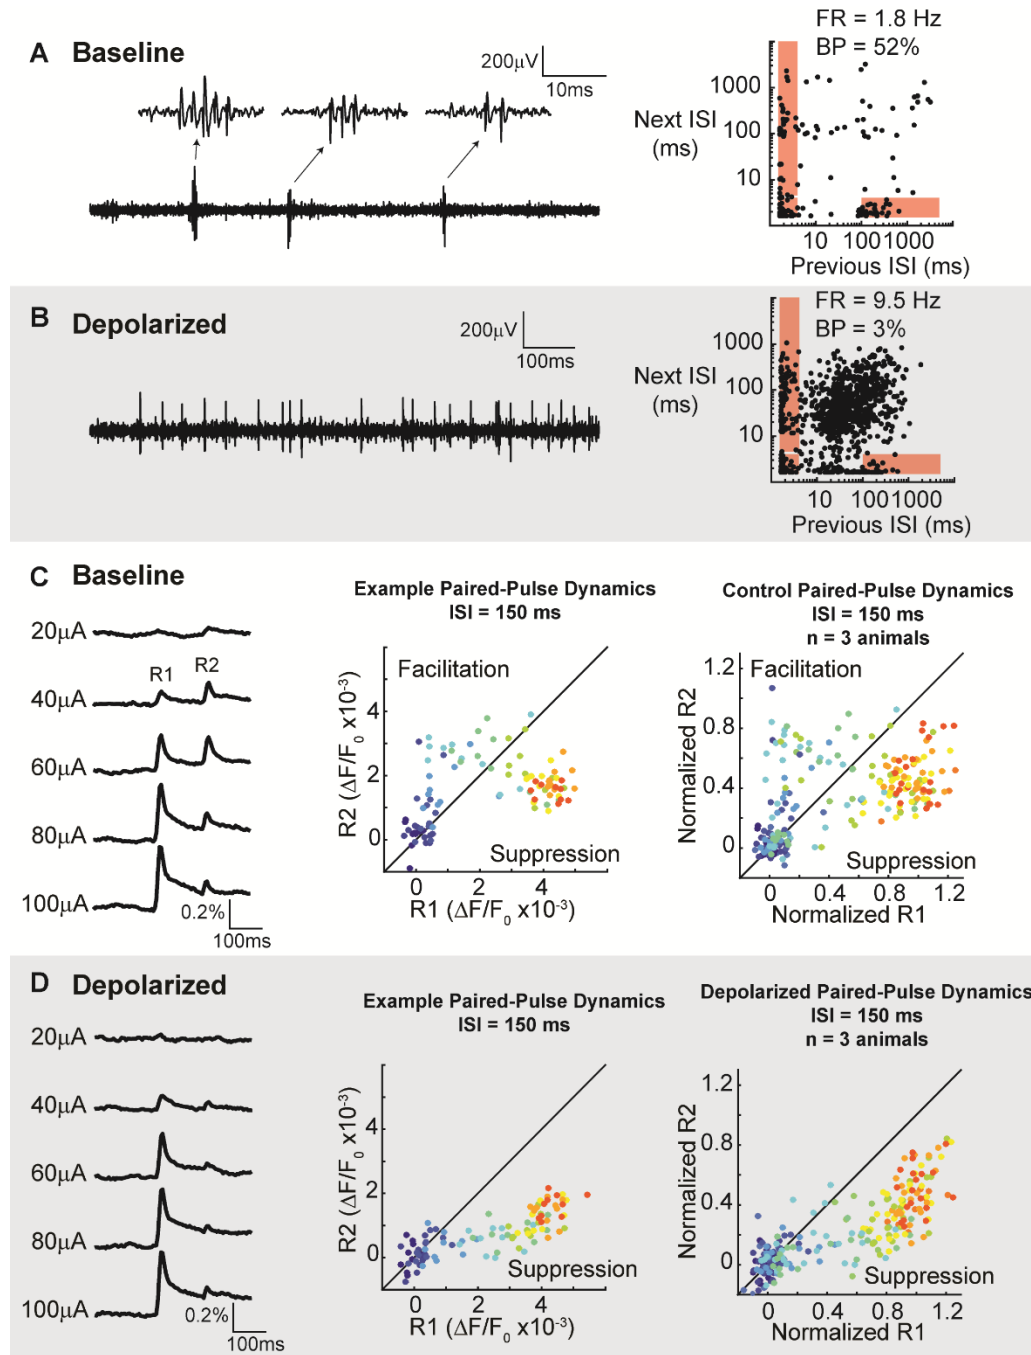 A Baseline
200μV
10ms
FR = 1.8 Hz
BP = 52%
1000
Next ISI
100
(ms)
10
10 100 1000
Previous ISI (ms)
B Depolarized
200μV
100ms
FR = 9.5 Hz
BP = 3%
1000
Next ISI
100
(ms)
10
10 100 1000
Previous ISI (ms)
C Baseline
20μA
R1 R2
40μA
60μA
80μA
100μA
0.2%
100ms
Example Paired-Pulse Dynamics
ISI = 150 ms
Facilitation
R2 (ΔF/F0 x10-3)
4
2
0
Suppression
0 2 4
R1 (ΔF/F0 x10-3)
Control Paired-Pulse Dynamics
ISI = 150 ms
n = 3 animals
1.2
Facilitation
Normalized R2
0.8
0.4
0
Suppression
0 0.4 0.8 1.2
Normalized R1
D Depolarized
20μA
40μA
60μA
80μA
100μA
0.2%
100ms
Example Paired-Pulse Dynamics
ISI = 150 ms
R2 (ΔF/F0 x10-3)
4
2
0
Suppression
0 2 4
R1 (ΔF/F0 x10-3)
Depolarized Paired-Pulse Dynamics
ISI = 150 ms
n = 3 animals
1.2
Normalized R2
0.8
0.4
0
Suppression
0 0.4 0.8 1.2
Normalized R1